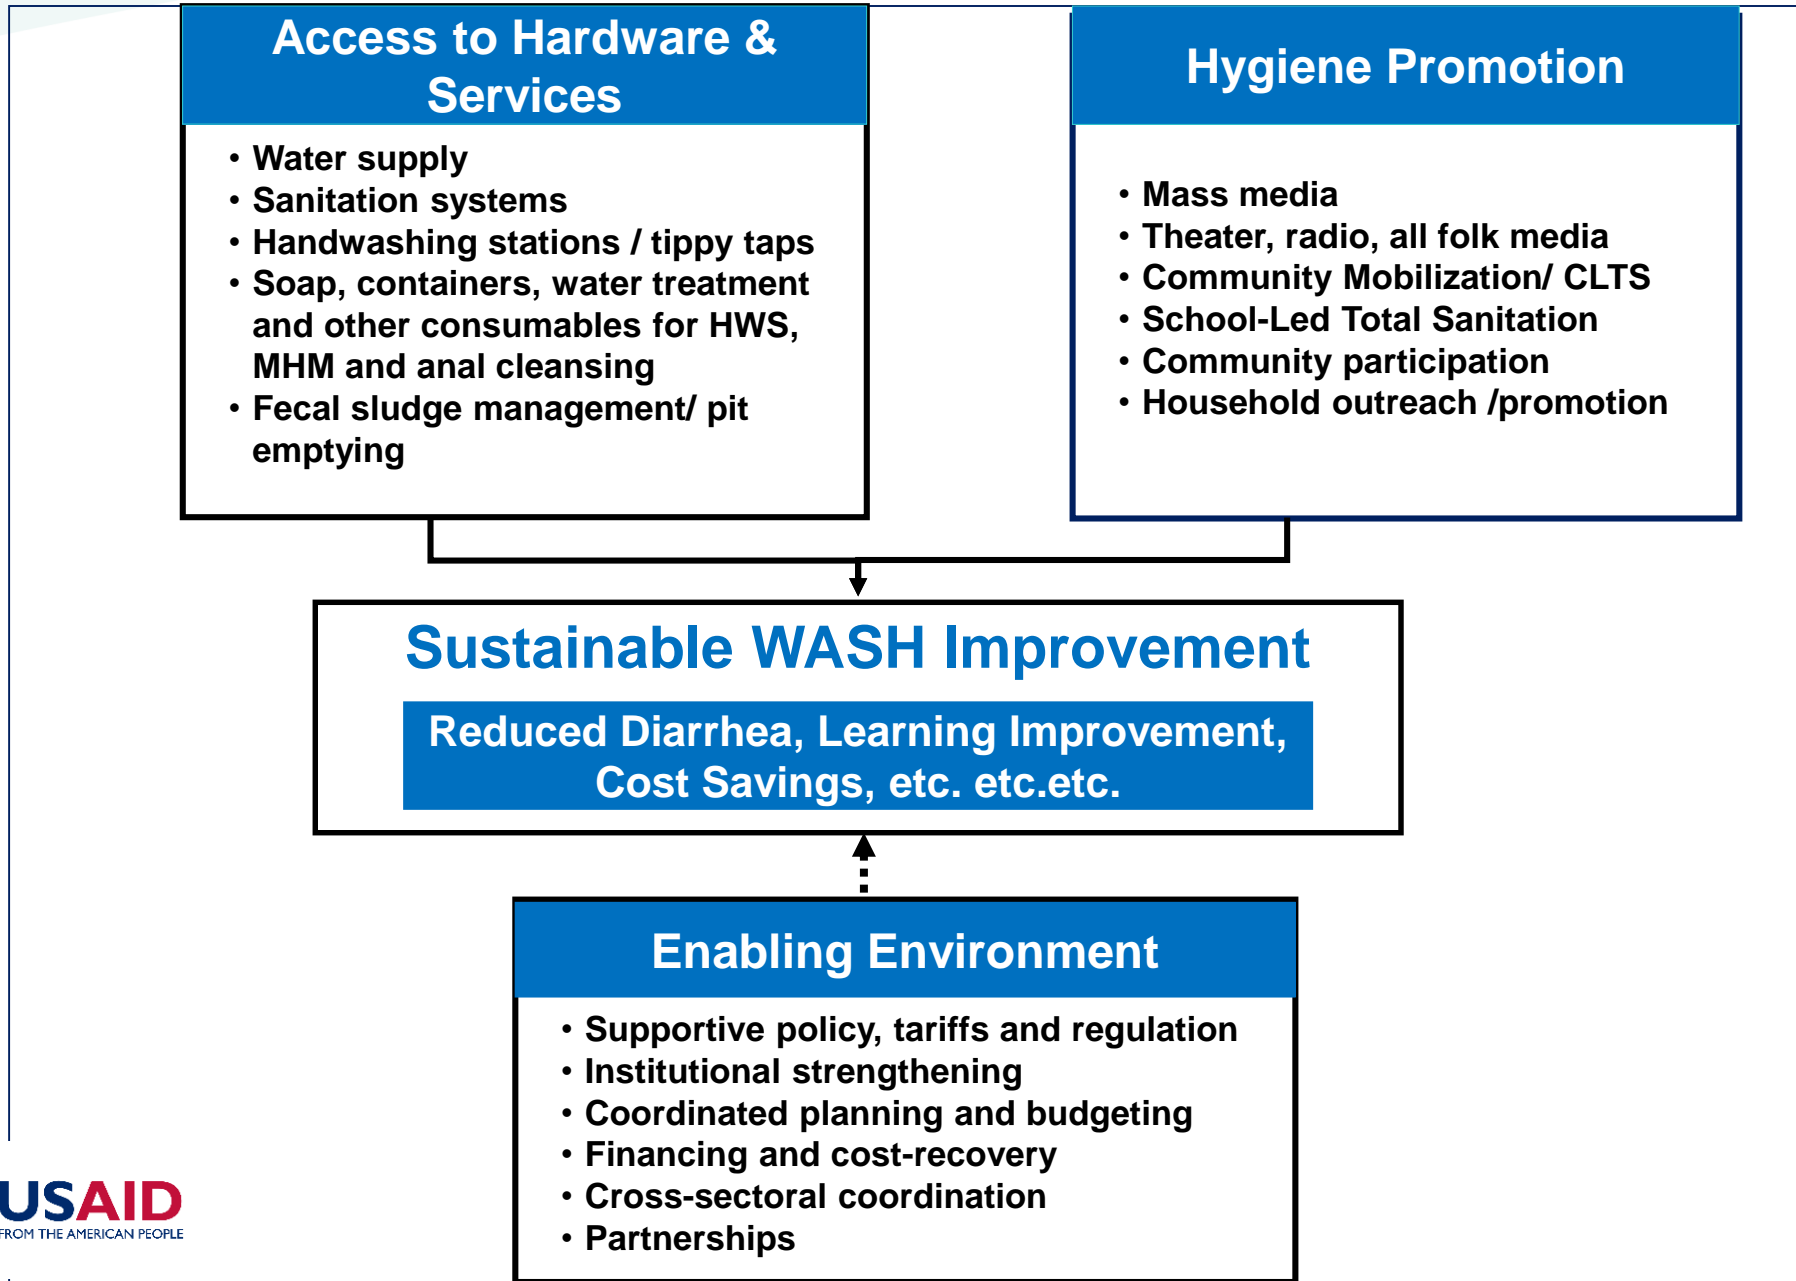 Access to Hardware &
Services
• Water supply
• Sanitation systems
• Handwashing stations / tippy taps
• Soap, containers, water treatment
and other consumables for HWS,
MHM and anal cleansing
• Fecal sludge management/ pit
emptying
Hygiene Promotion
• Mass media
• Theater, radio, all folk media
• Community Mobilization/ CLTS
• School-Led Total Sanitation
• Community participation
• Household outreach /promotion
Sustainable WASH Improvement
Reduced Diarrhea, Learning Improvement,
Cost Savings, etc. etc.etc.
Enabling Environment
• Supportive policy, tariffs and regulation
• Institutional strengthening
• Coordinated planning and budgeting
• Financing and cost-recovery
• Cross-sectoral coordination
• Partnerships
USAID
FROM THE AMERICAN PEOPLE